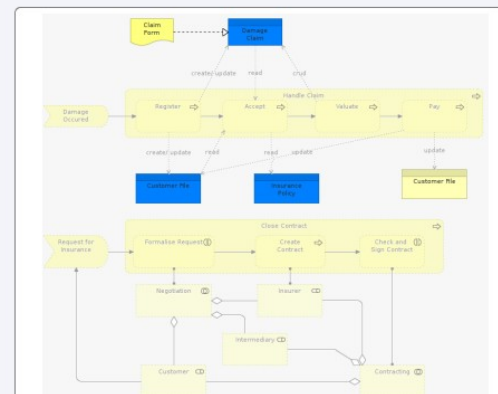 Claim
Form
Damage
Claim
create/ update
read
crud
Handle Claim
Damage
Occured
Register
Accept
Valuate
Pay
create/ update
read
read
update
update
Customer File
Insurance
Policy
Customer File
Close Contract
Request for
Insurance
Formalise Request
Create
Contract
Check and
Sign Contract
Negotiation
Insurer
Intermediary
Customer
Contracting